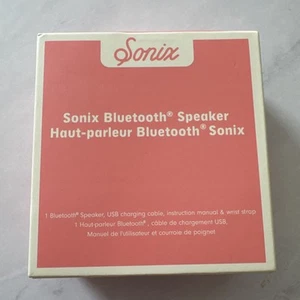 Sonix
Sonix Bluetooth® Speaker
Haut-parleur Bluetooth® Sonix
1 Bluetooth® Speaker, USB charging cable, instruction manual & wrist strap
1 Haut-parleur Bluetooth®, câble de chargement USB,
Manuel de l'utilisateur et courroie de poignet